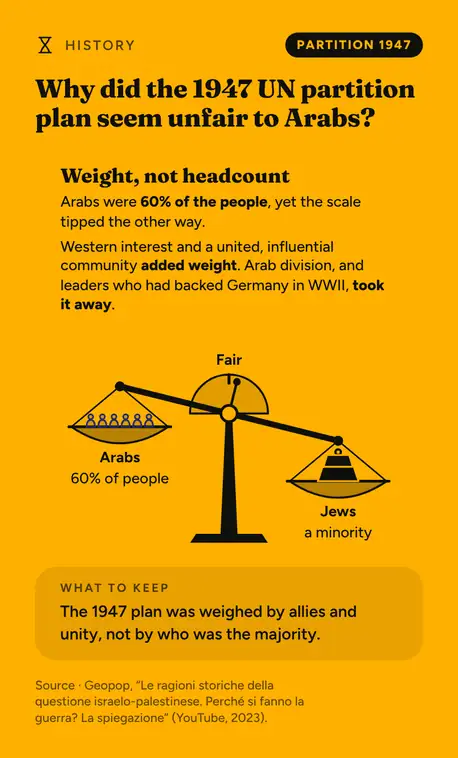 HISTORY
PARTITION 1947
Why did the 1947 UN partition
plan seem unfair to Arabs?
Weight, not headcount
Arabs were 60% of the people, yet the scale
tipped the other way.
Western interest and a united, influential
community added weight. Arab division, and
leaders who had backed Germany in WWII, took
it away.
Fair
Arabs
60% of people
Jews
a minority
WHAT TO KEEP
The 1947 plan was weighed by allies and
unity, not by who was the majority.
Source · Geopop, “Le ragioni storiche della
questione israelo-palestinese. Perché si fanno la
guerra? La spiegazione” (YouTube, 2023).